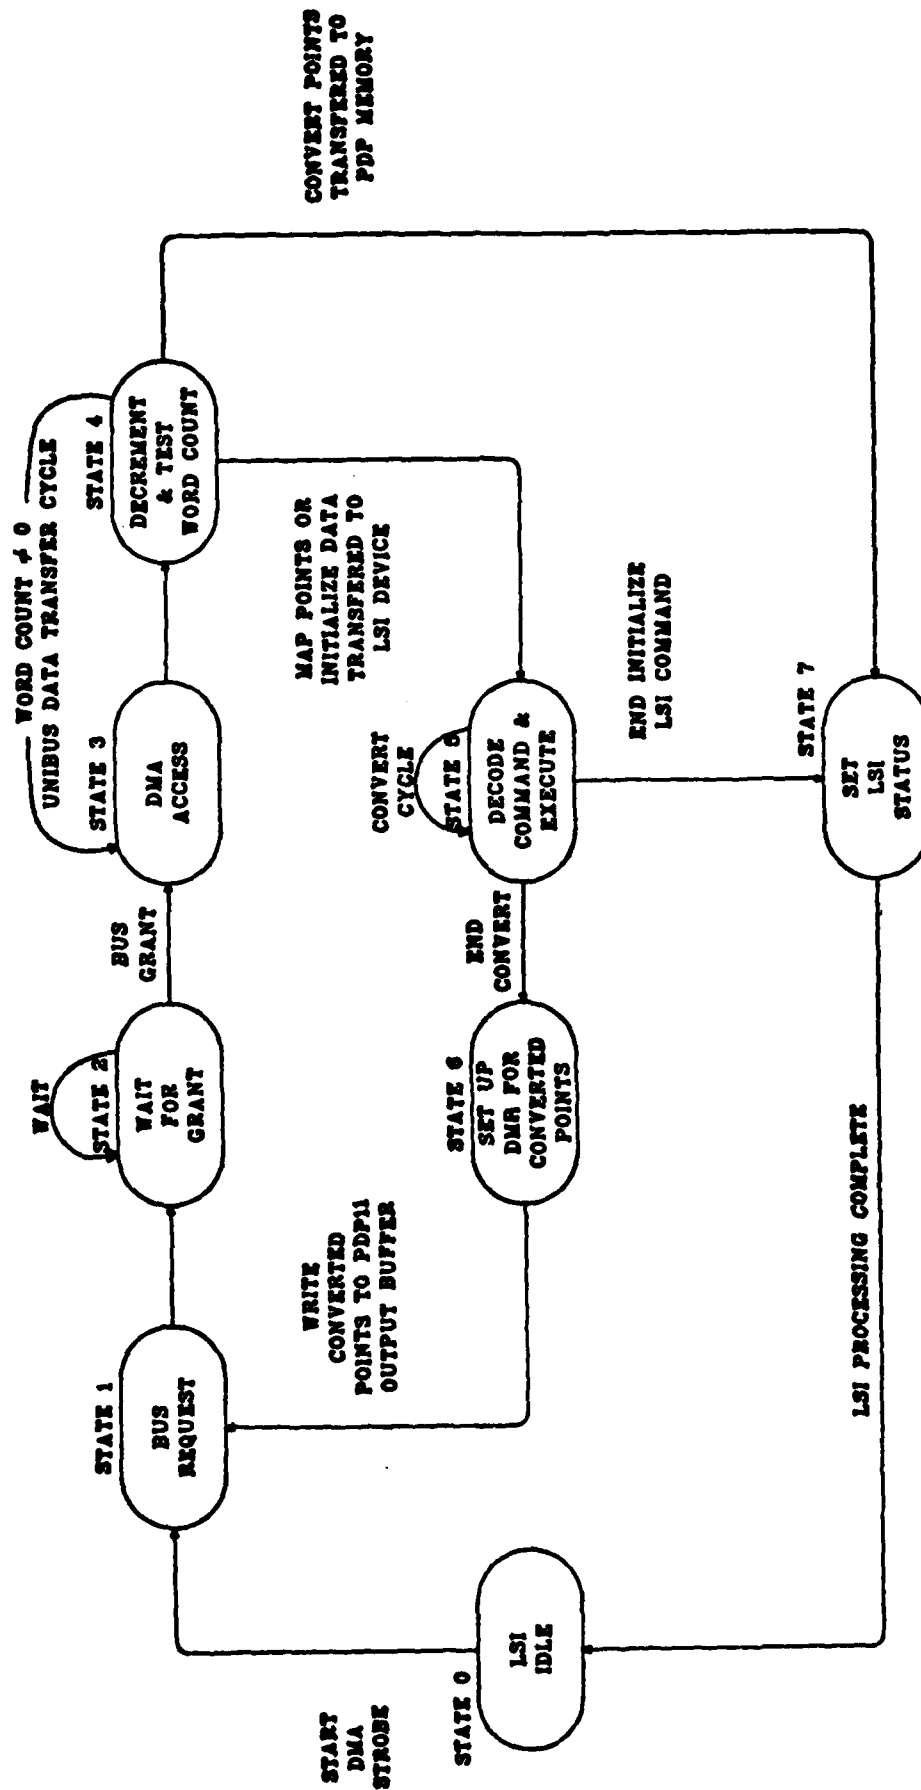 WORD COUNT ≠ 0
UNIBUS DATA TRANSFER CYCLE
WAIT
STATE 1
BUS
REQUEST
STATE 2
WAIT
FOR
GRANT
BUS
GRANT
STATE 3
DMA
ACCESS
STATE 4
DECREMENT
& TEST
WORD COUNT
CONVERT POINTS
TRANSFERED TO
PDP MEMORY
START
DMA
STROBE
WRITE
CONVERTED
POINTS TO PDP11
OUTPUT BUFFER
MAP POINTS OR
INITIALIZE DATA
TRANSFERED TO
LSI DEVICE
STATE 0
LSI
IDLE
STATE 6
SET UP
DMA FOR
CONVERTED
POINTS
END
CONVERT
CONVERT
CYCLE
STATE 5
DECODE
COMMAND &
EXECUTE
END INITIALIZE
LSI COMMAND
STATE 7
SET
LSI
STATUS
LSI PROCESSING COMPLETE